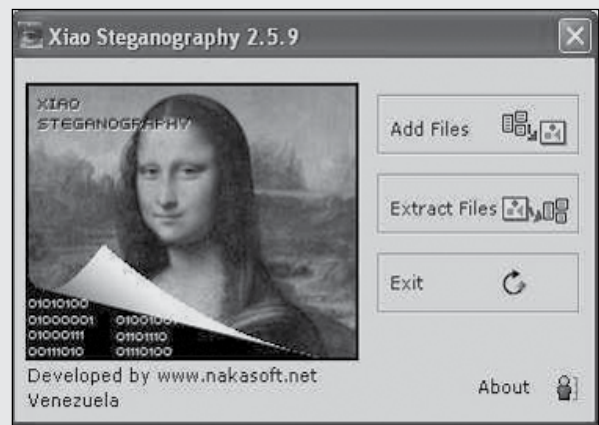 Xiao Steganography 2.5.9
XIAO
STEGANOGRAPHY
01010100
01000001 0100100
01000111 01101110
00111010 01110100
Add Files
Extract Files
Exit
Developed by www.nakasoft.net
Venezuela
About